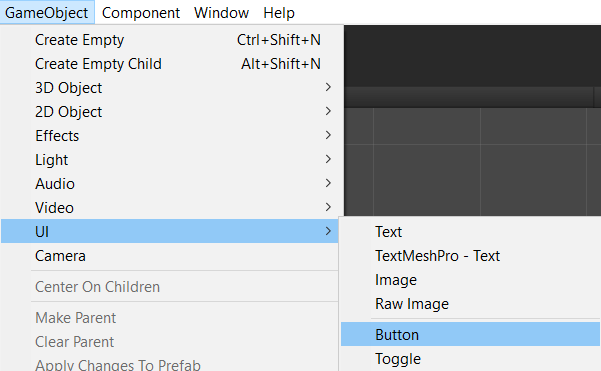 GameObject Component Window Help
Create Empty Ctrl+Shift+N
Create Empty Child Alt+Shift+N
3D Object
2D Object
Effects
Light
Audio
Video
UI
Camera
Center On Children
Make Parent
Clear Parent
Apply Changes To Prefab
Text
TextMeshPro - Text
Image
Raw Image
Button
Toggle